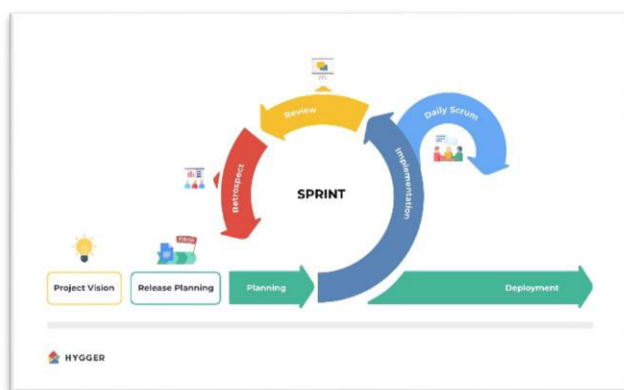 Review
Daily Scrum
Retrospect
SPRINT
Implementation
Project Vision
Release Planning
Planning
Deployment
HYGGER